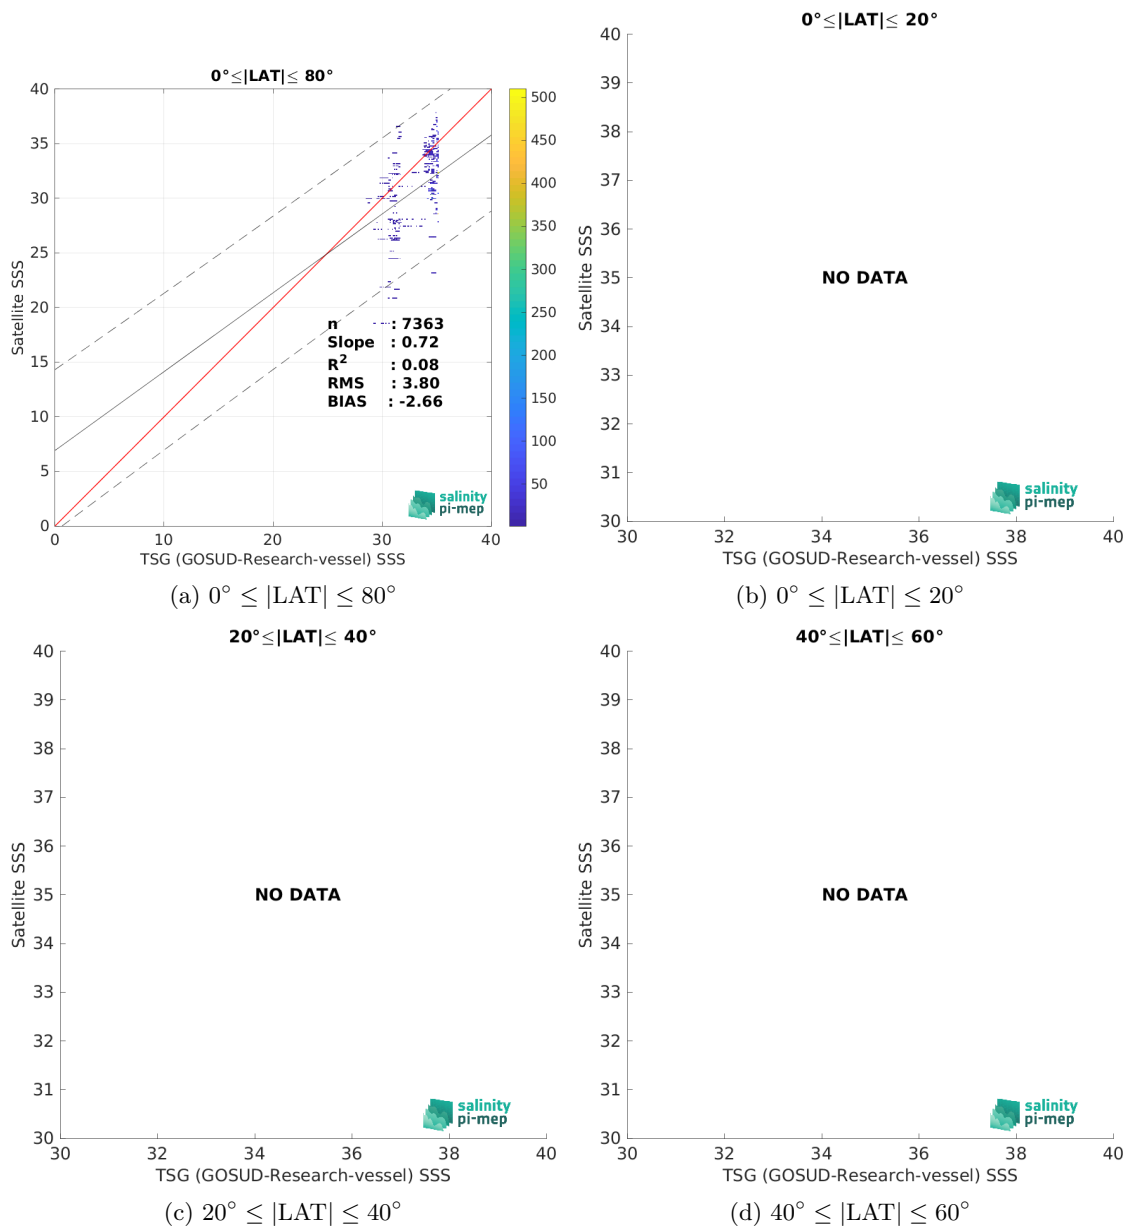 0°≤|LAT|≤ 80°
40
35
30
25
20
15
10
5
0
Satellite SSS
0
10
20
30
40
TSG (GOSUD-Research-vessel) SSS
n : 7363
Slope : 0.72
R² : 0.08
RMS : 3.80
BIAS : -2.66
500
450
400
350
300
250
200
150
100
50
salinity
pi-mep
(a) 0° ≤ |LAT| ≤ 80°
0°≤|LAT|≤ 20°
40
39
38
37
36
35
34
33
32
31
30
Satellite SSS
NO DATA
30
32
34
36
38
40
TSG (GOSUD-Research-vessel) SSS
salinity
pi-mep
(b) 0° ≤ |LAT| ≤ 20°
20°≤|LAT|≤ 40°
40
39
38
37
36
35
34
33
32
31
30
Satellite SSS
NO DATA
30
32
34
36
38
40
TSG (GOSUD-Research-vessel) SSS
salinity
pi-mep
(c) 20° ≤ |LAT| ≤ 40°
40°≤|LAT|≤ 60°
40
39
38
37
36
35
34
33
32
31
30
Satellite SSS
NO DATA
30
32
34
36
38
40
TSG (GOSUD-Research-vessel) SSS
salinity
pi-mep
(d) 40° ≤ |LAT| ≤ 60°